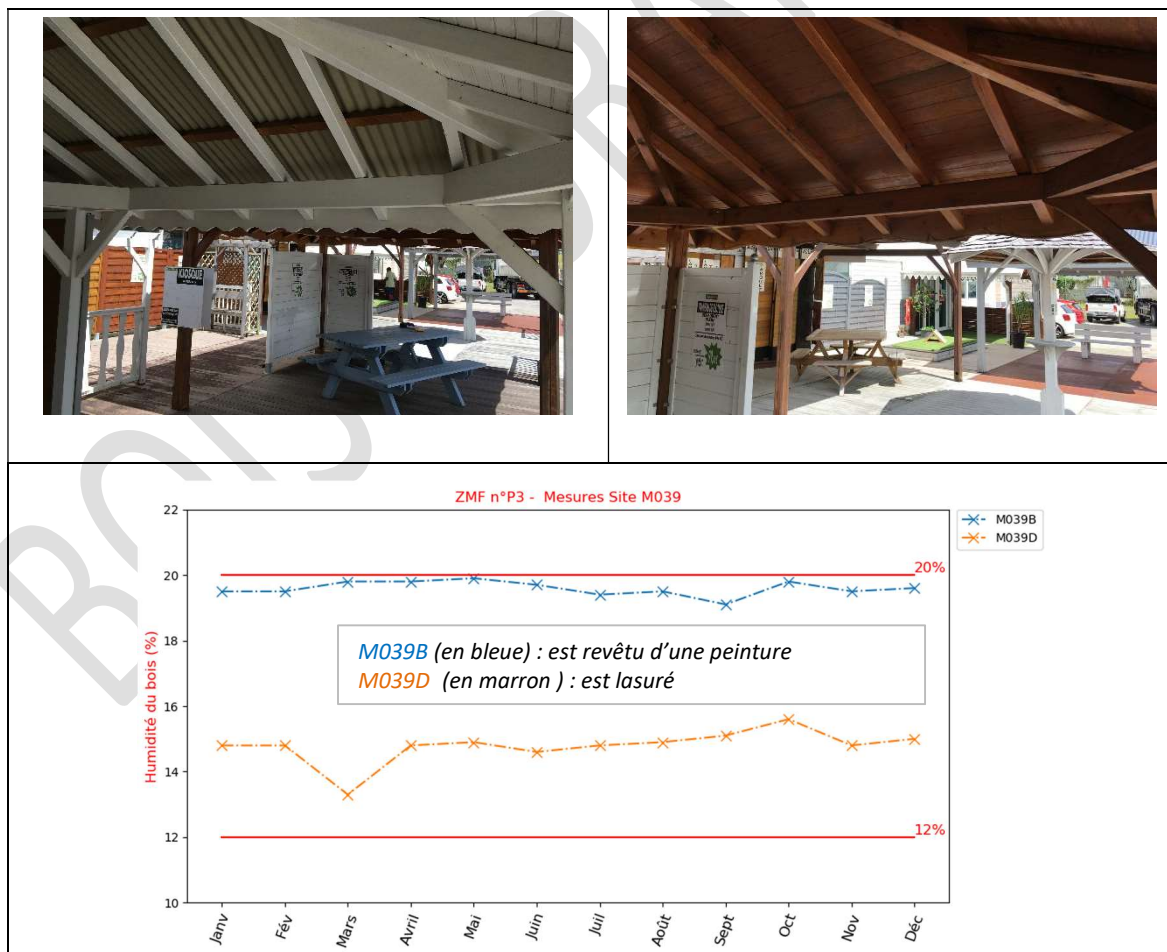 KIOSQUE
ZMF n°P3 - Mesures Site M039
22
20
18
16
14
12
10
Humidité du bois (%)
20%
12%
M039B (en bleue) : est revêtu d'une peinture
M039D (en marron ) : est lasuré
M039B
M039D
Janv
Fév
Mars
Avril
Mai
Juin
Juil
Août
Sept
Oct
Nov
Déc